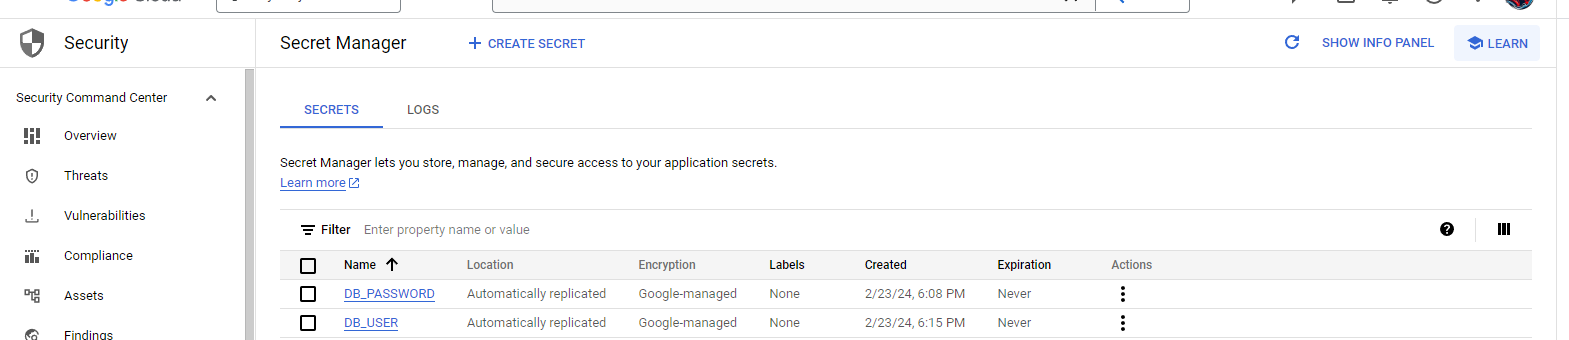 Security
Secret Manager
CREATE SECRET
SHOW INFO PANEL
LEARN
Security Command Center
Overview
Threats
Vulnerabilities
Compliance
Assets
Findings
SECRETS
LOGS
Secret Manager lets you store, manage, and secure access to your application secrets.
Learn more
Filter Enter property name or value
Name Location Encryption Labels Created Expiration Actions
DB_PASSWORD Automatically replicated Google-managed None 2/23/24, 6:08 PM Never
DB_USER Automatically replicated Google-managed None 2/23/24, 6:15 PM Never